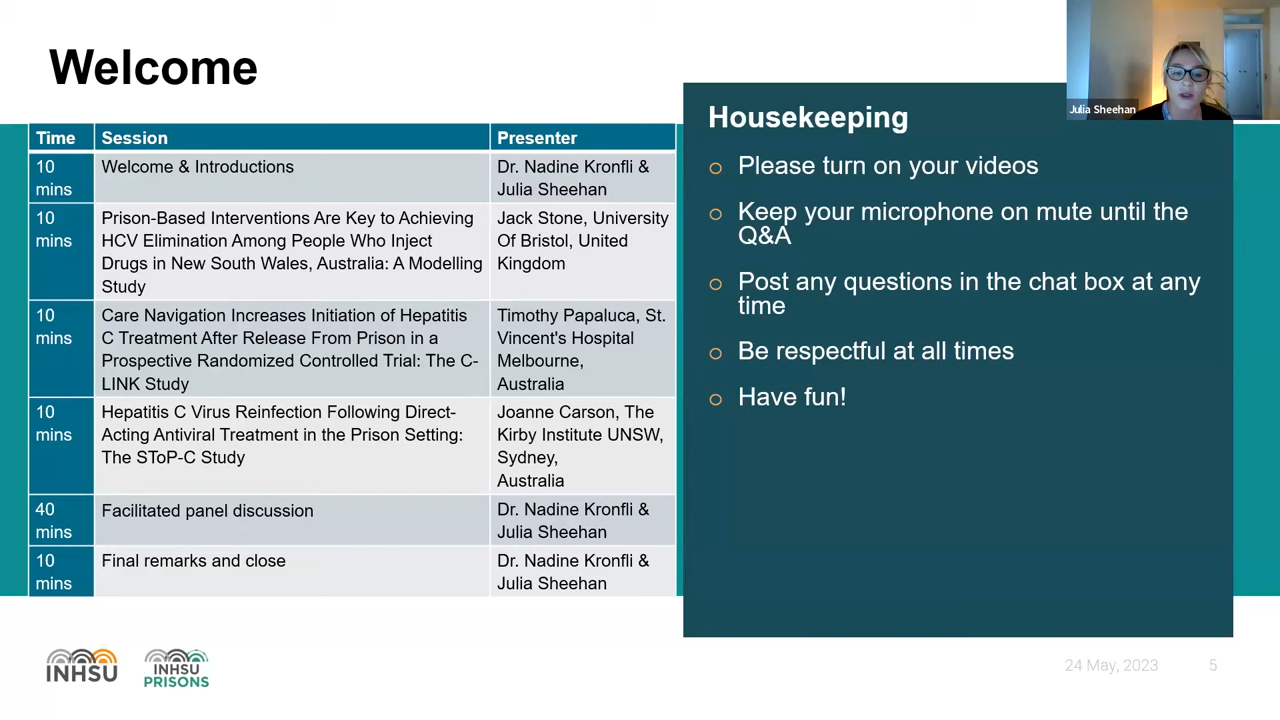 Welcome
Julia Sheehan
Time Session Presenter
10 mins
Welcome & Introductions
Dr. Nadine Kronfli &
Julia Sheehan
10 mins
Prison-Based Interventions Are Key to Achieving
HCV Elimination Among People Who Inject
Drugs in New South Wales, Australia: A Modelling
Study
Jack Stone, University
Of Bristol, United
Kingdom
10 mins
Care Navigation Increases Initiation of Hepatitis
C Treatment After Release From Prison in a
Prospective Randomized Controlled Trial: The C-
LINK Study
Timothy Papaluca, St.
Vincent's Hospital
Melbourne,
Australia
10 mins
Hepatitis C Virus Reinfection Following Direct-
Acting Antiviral Treatment in the Prison Setting:
The SToP-C Study
Joanne Carson, The
Kirby Institute UNSW,
Sydney,
Australia
40 mins
Facilitated panel discussion
Dr. Nadine Kronfli &
Julia Sheehan
10 mins
Final remarks and close
Dr. Nadine Kronfli &
Julia Sheehan
Housekeeping
Please turn on your videos
Keep your microphone on mute until the
Q&A
Post any questions in the chat box at any
time
Be respectful at all times
Have fun!
INHSU
INHSU
PRISONS
24 May, 2023
5